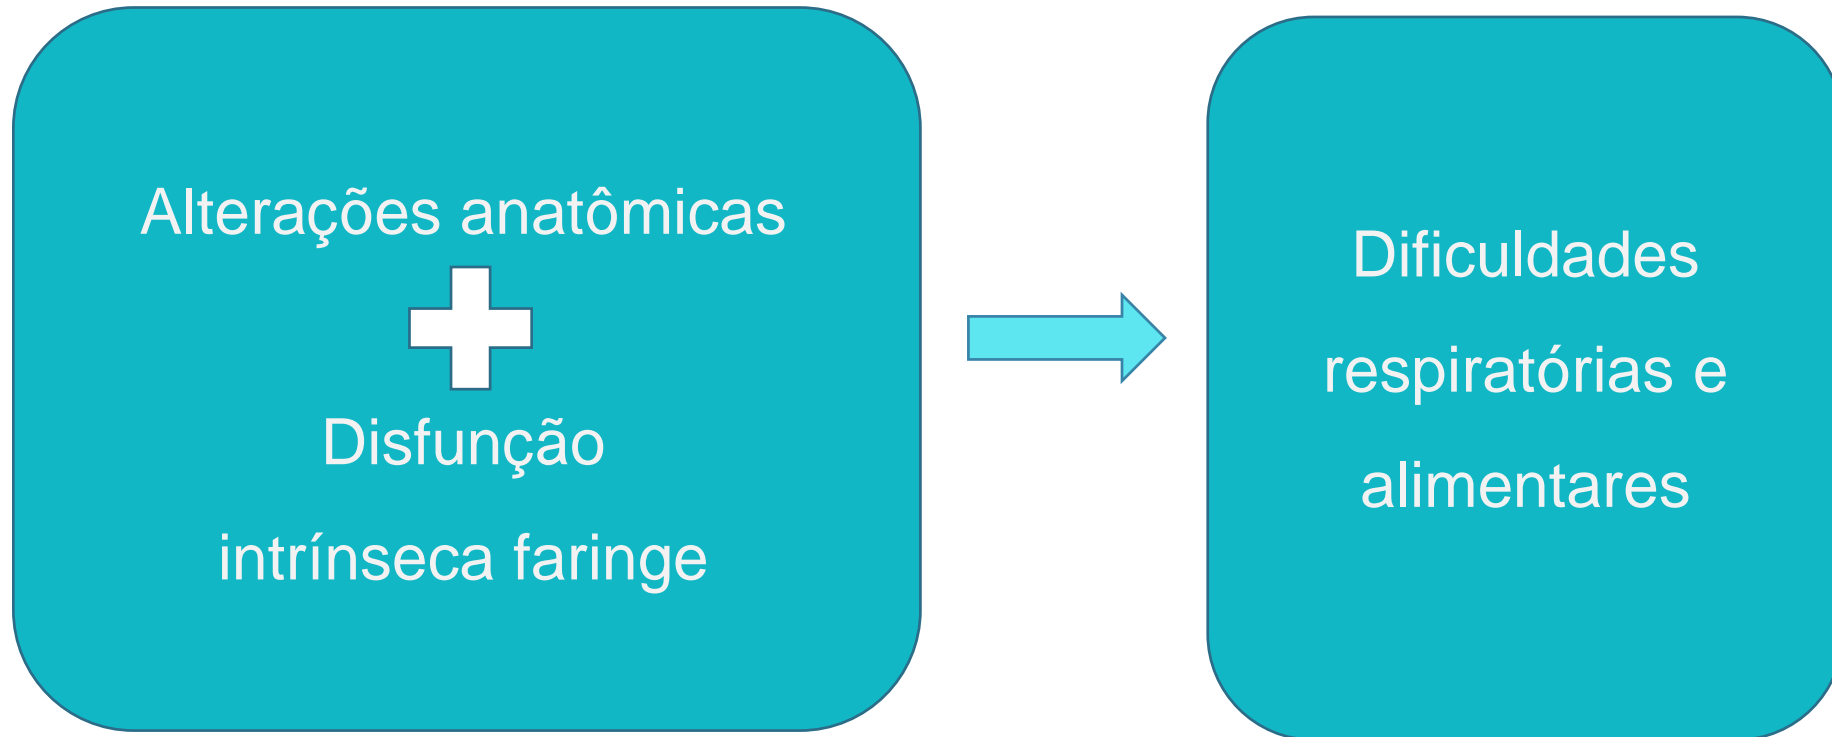 Alterações anatômicas
Disfunção
intrínseca faringe
Dificuldades
respiratórias e
alimentares